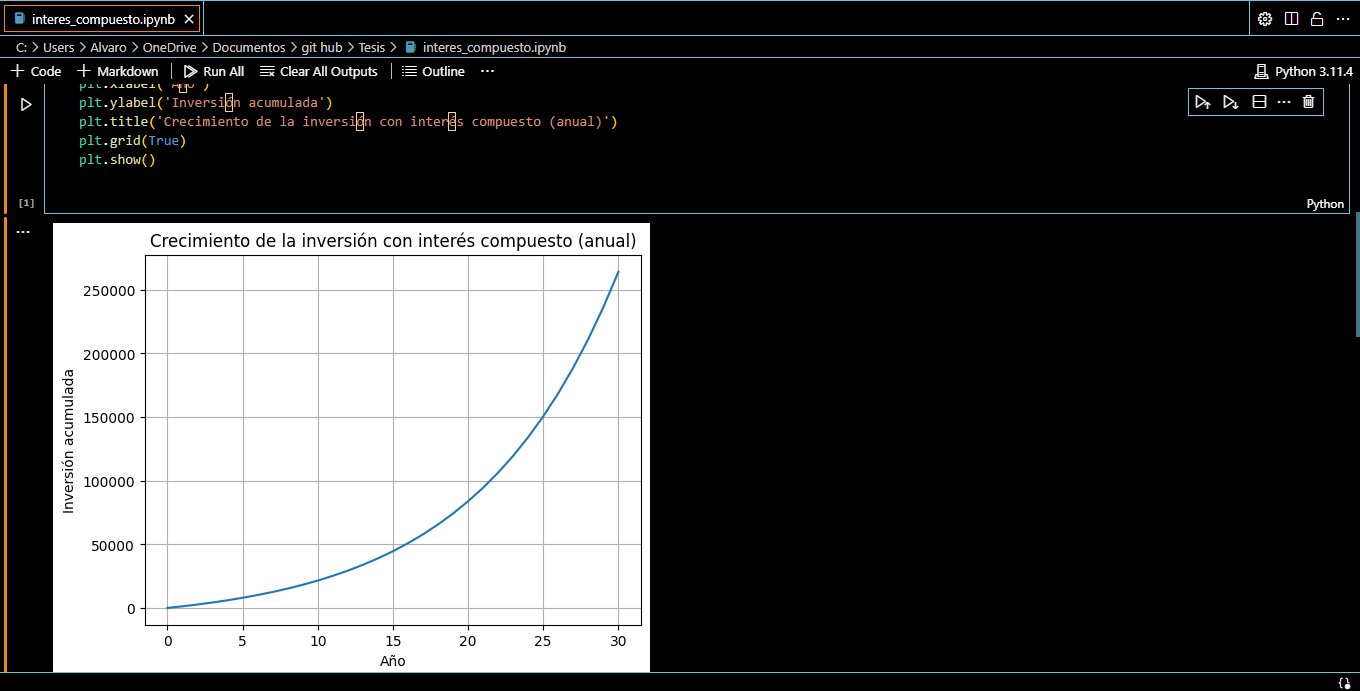 interes_compuesto.ipynb
C: > Users > Alvaro > OneDrive > Documentos > git hub > Tesis > interes_compuesto.ipynb
+ Code + Markdown | Run All Clear All Outputs | Outline ...
Python 3.11.4
plt.xlabel('Año')
plt.ylabel('Inversión acumulada')
plt.title('Crecimiento de la inversión con interés compuesto (anual)')
plt.grid(True)
plt.show()
[1]
Python
Crecimiento de la inversión con interés compuesto (anual)
250000
200000
150000
100000
50000
0
Inversión acumulada
0 5 10 15 20 25 30
Año